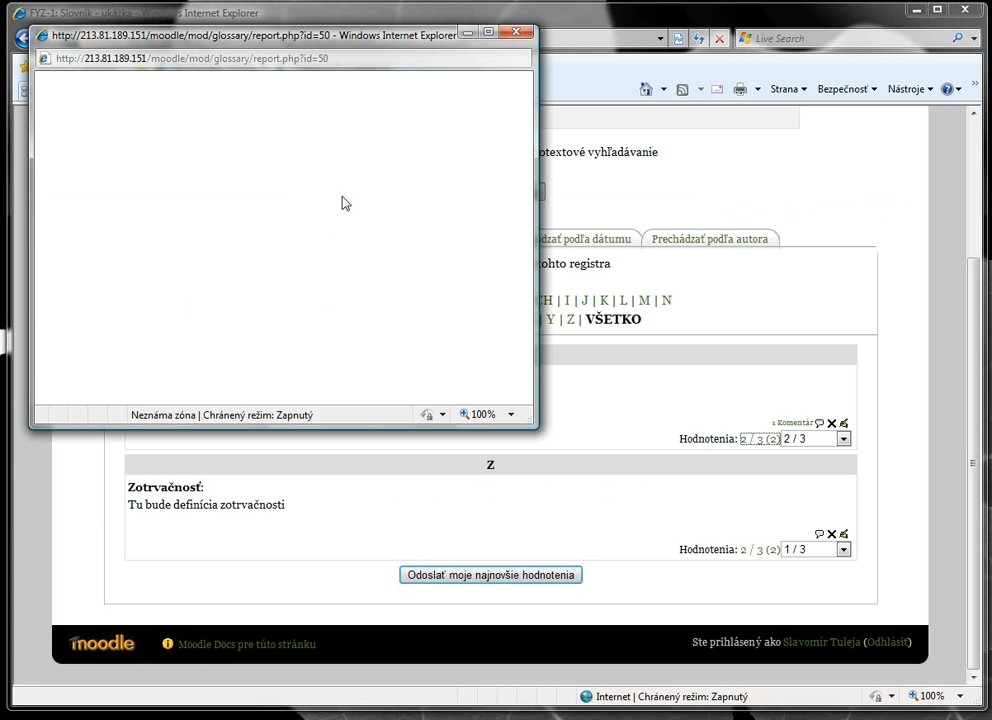 FYZ-1: Slovník - ukážka - Windows Internet Explorer
http://213.81.189.151/moodle/mod/glossary/report.php?id=50 - Windows Internet Explorer
http://213.81.189.151/moodle/mod/glossary/report.php?id=50
Live Search
Strana
Bezpečnosť
Nástroje
»
otextové vyhľadávanie
dzať podľa dátumu
Prechádzať podľa autora
ohto registra
CH | I | J | K | L | M | N
| Y | Z | VŠETKO
Neznáma zóna | Chránený režim: Zapnutý
100%
1 Komentár
Hodnotenia: 2 / 3 (2) 2 / 3
Z
Zotrvačnosť:
Tu bude definícia zotrvačnosti
Hodnotenia: 2 / 3 (2) 1 / 3
Odoslať moje najnovšie hodnotenia
moodle
Moodle Docs pre túto stránku
Ste prihlásený ako Slavomír Tuleja (Odhlásiť)
Internet | Chránený režim: Zapnutý
100%